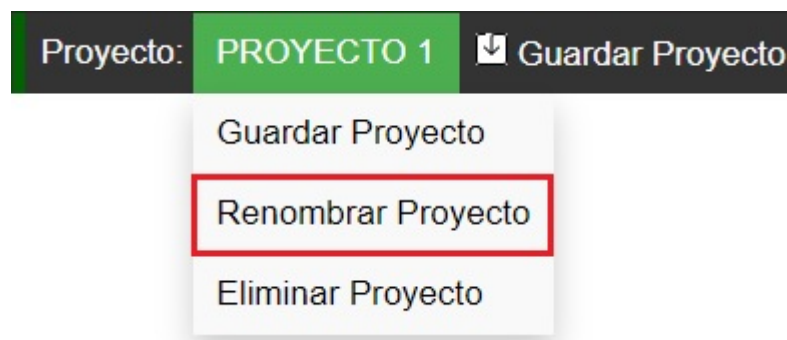 Proyecto: PROYECTO 1 Guardar Proyecto
Guardar Proyecto
Renombrar Proyecto
Eliminar Proyecto